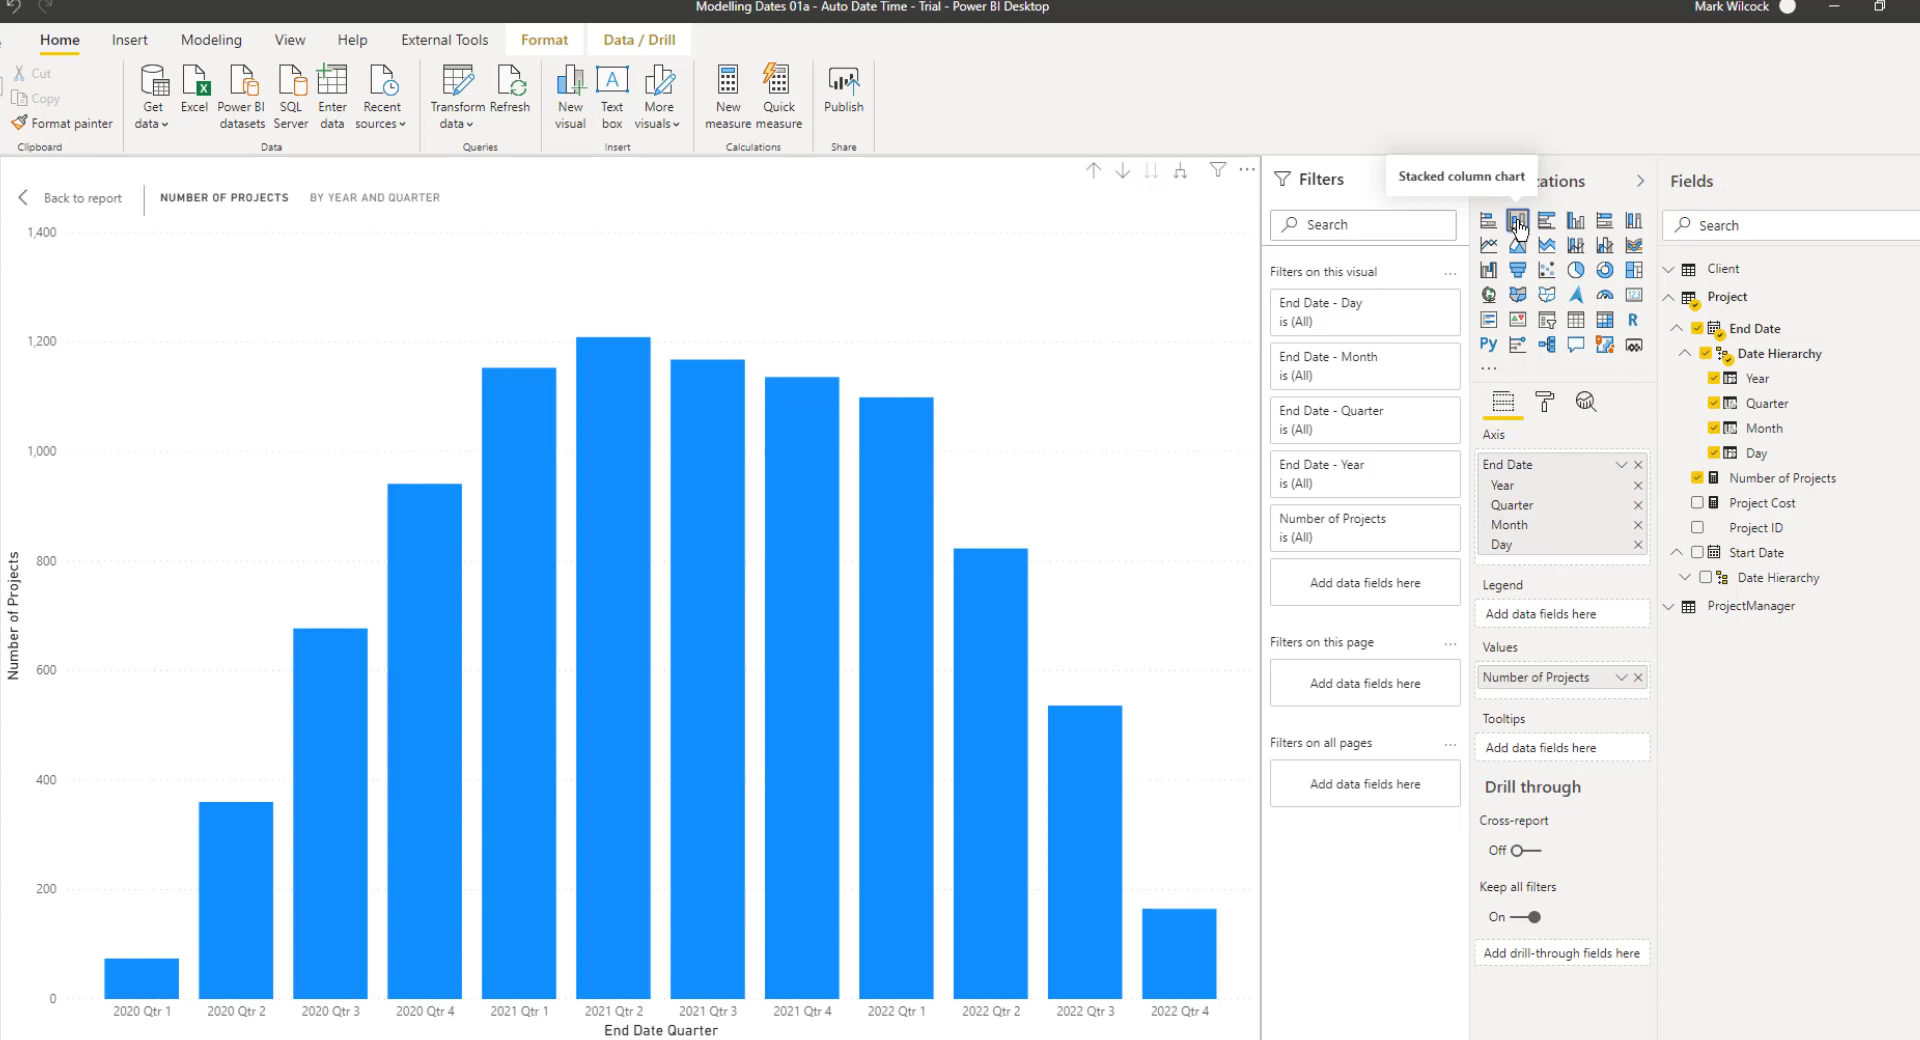 Modelling Dates 01a - Auto Date Time - Trial - Power BI Desktop
Mark Wilcock
Home
Insert
Modeling
View
Help
External Tools
Format
Data / Drill
Cut
Copy
Format painter
Clipboard
Get data
Excel
Power BI datasets
SQL Server
Enter data
Recent sources
Data
Transform data
Refresh
Queries
New visual
A
Text box
More visuals
Insert
New measure
Quick measure
Calculations
Publish
Share
Back to report
NUMBER OF PROJECTS
BY YEAR AND QUARTER
1,400
1,200
1,000
800
600
400
200
0
Number of Projects
2020 Qtr 1
2020 Qtr 2
2020 Qtr 3
2020 Qtr 4
2021 Qtr 1
2021 Qtr 2
2021 Qtr 3
2021 Qtr 4
2022 Qtr 1
2022 Qtr 2
2022 Qtr 3
2022 Qtr 4
End Date Quarter
Filters
Search
Filters on this visual
End Date - Day
is (All)
End Date - Month
is (All)
End Date - Quarter
is (All)
End Date - Year
is (All)
Number of Projects
is (All)
Add data fields here
Filters on this page
Add data fields here
Filters on all pages
Add data fields here
Stacked column chart
zations
123
R
Py
Axis
End Date
Year
Quarter
Month
Day
Legend
Add data fields here
Values
Number of Projects
Tooltips
Add data fields here
Drill through
Cross-report
Off
Keep all filters
On
Add drill-through fields here
Fields
Search
Client
Project
End Date
Date Hierarchy
Year
Quarter
Month
Day
Number of Projects
Project Cost
Project ID
Start Date
Date Hierarchy
ProjectManager